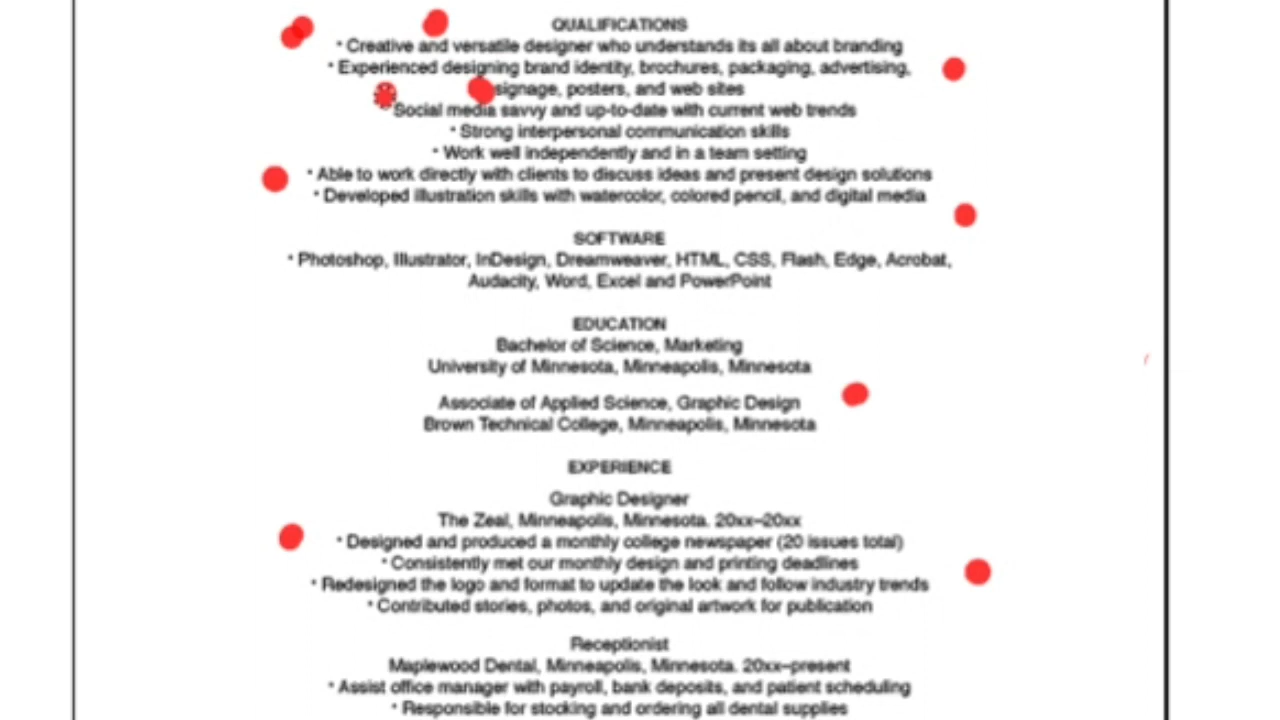 QUALIFICATIONS
· Creative and versatile designer who understands its all about branding
· Experienced designing brand identity, brochures, packaging, advertising,
signage, posters, and web sites
Social media savvy and up-to-date with current web trends
· Strong interpersonal communication skills
· Work well independently and in a team setting
· Able to work directly with clients to discuss ideas and present design solutions
· Developed illustration skills with watercolor, colored pencil, and digital media
SOFTWARE
· Photoshop, Illustrator, InDesign, Dreamweaver, HTML, CSS, Flash, Edge, Acrobat,
Audacity, Word, Excel and PowerPoint
EDUCATION
Bachelor of Science, Marketing
University of Minnesota, Minneapolis, Minnesota
Associate of Applied Science, Graphic Design
Brown Technical College, Minneapolis, Minnesota
EXPERIENCE
Graphic Designer
The Zeal, Minneapolis, Minnesota. 20xx–20xx
· Designed and produced a monthly college newspaper (20 issues total)
· Consistently met our monthly design and printing deadlines
· Redesigned the logo and format to update the look and follow industry trends
· Contributed stories, photos, and original artwork for publication
Receptionist
Maplewood Dental, Minneapolis, Minnesota. 20xx–present
· Assist office manager with payroll, bank deposits, and patient scheduling
· Responsible for stocking and ordering all dental supplies